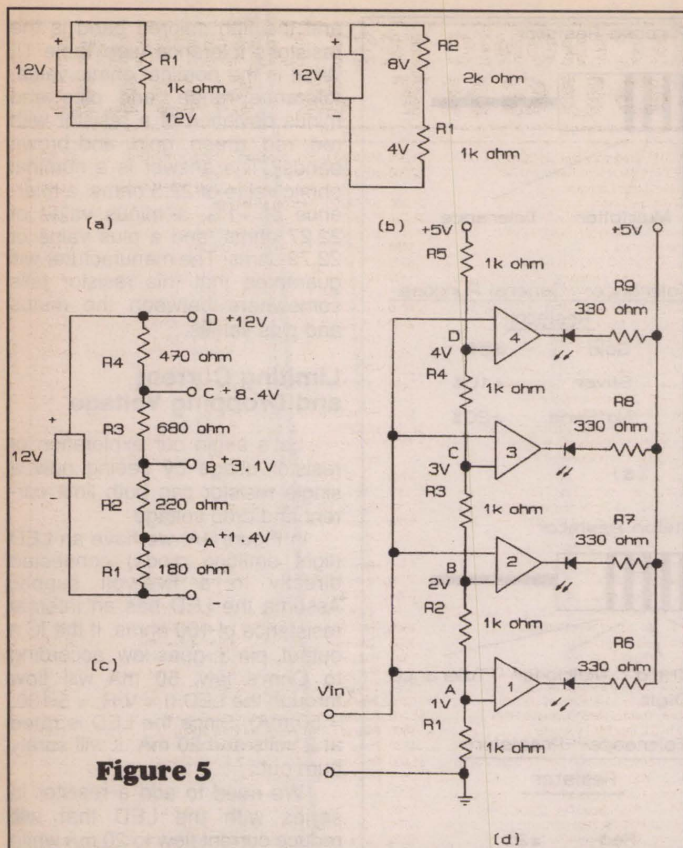 12V
+
-
R1
1k ohm
12V
(a)
12V
+
-
R2
8V
2k ohm
R1
4V
1k ohm
(b)
12V
+
D +12V
R4
470 ohm
C +8.4V
R3
680 ohm
B +3.1V
R2
220 ohm
A +1.4V
R1
180 ohm
-
(c)
+5V
+5V
R5
1k ohm
R9
330 ohm
D
4V
4
R4
1k ohm
R8
330 ohm
C
3V
3
R3
1k ohm
R7
330 ohm
B
2V
2
R2
1k ohm
R6
330 ohm
A
1V
1
R1
1k ohm
Vin
(d)
Figure 5